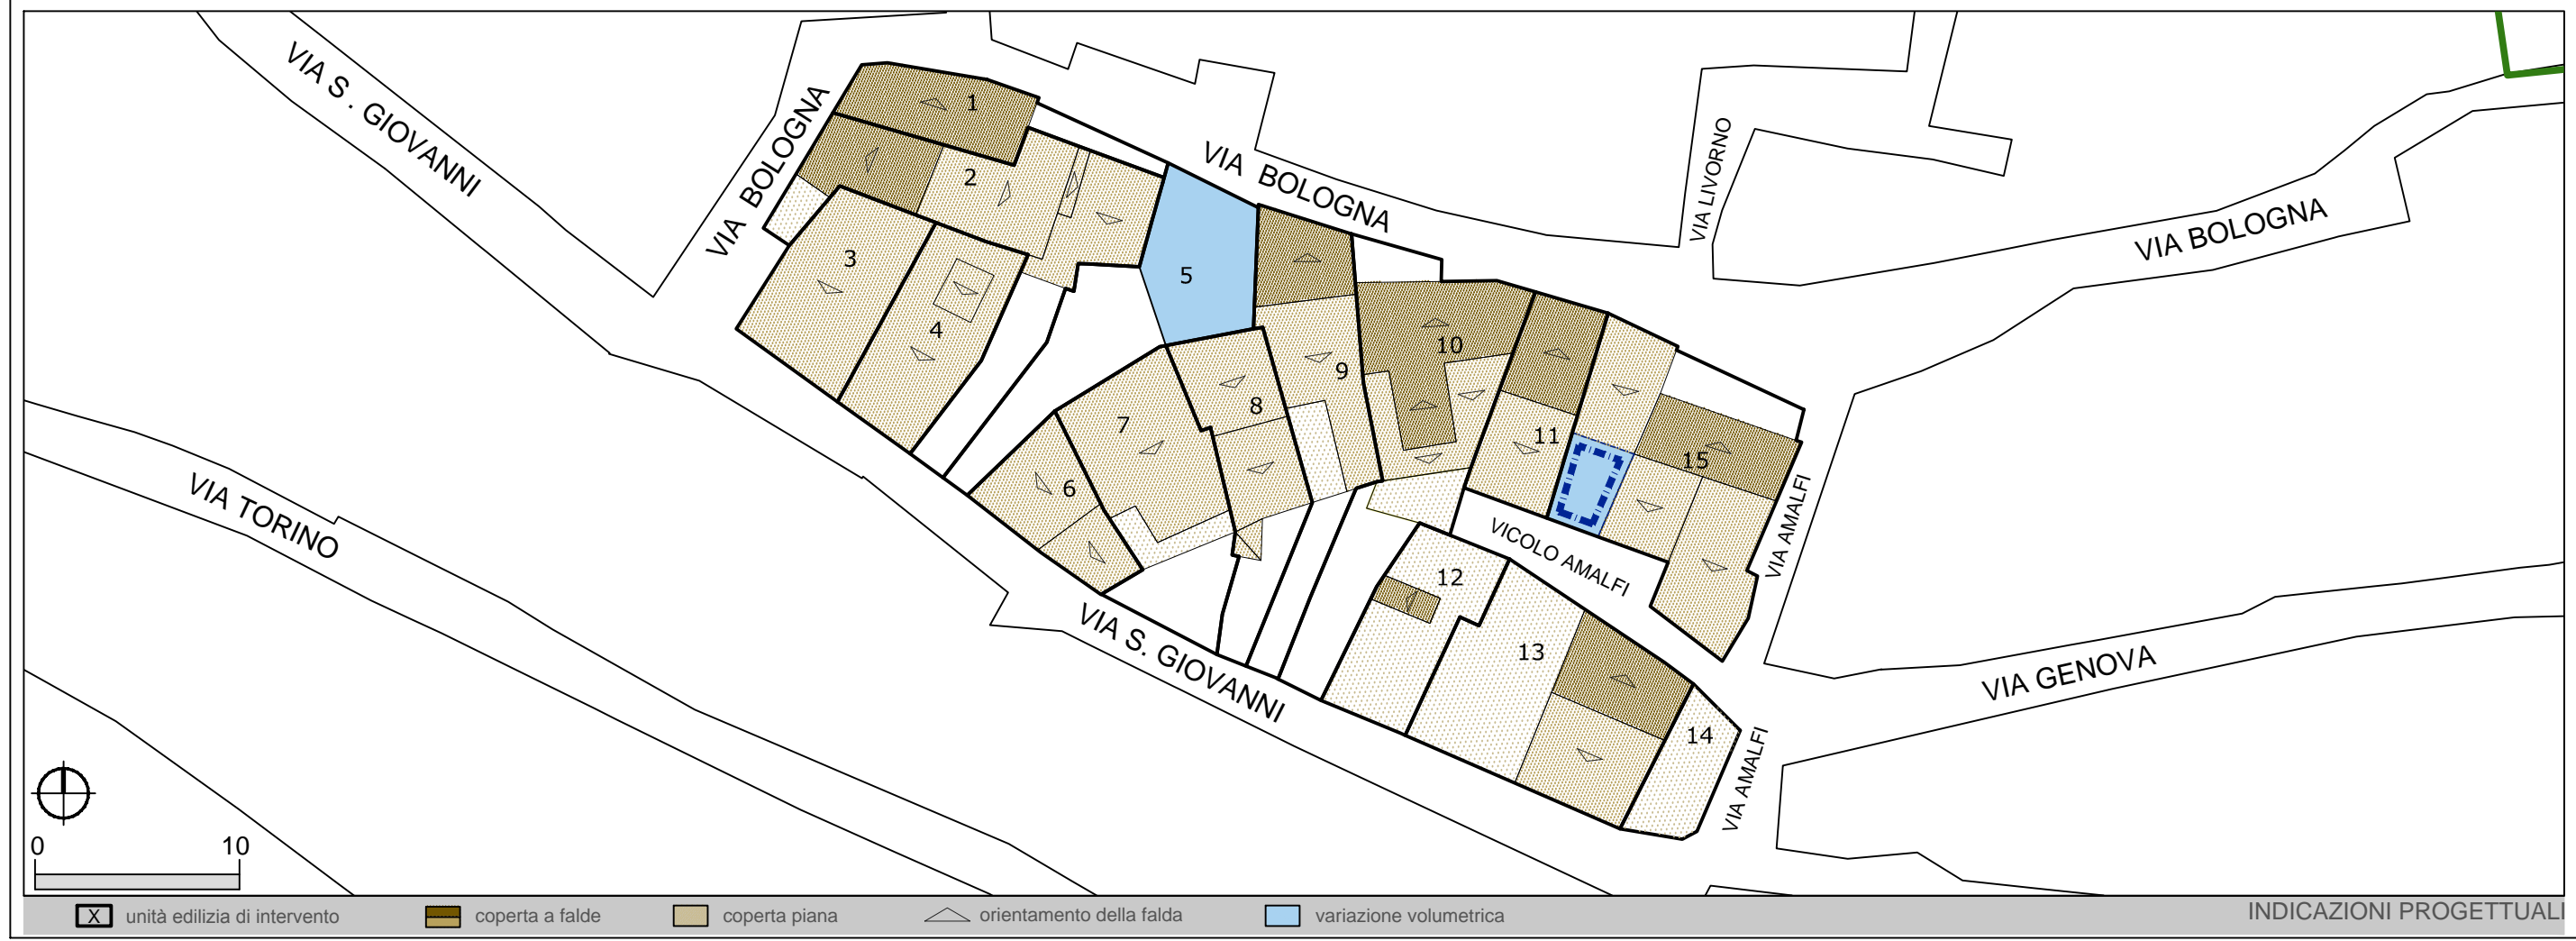 VIA S . GIOVANNI
VIA BOLOGNA
VIA BOLOGNA
VIA LIVORNO
VIA BOLOGNA
1
2
3
4
5
6
7
8
9
10
11
15
VIA AMALFI
VICOLO AMALFI
12
13
14
VIA TORINO
VIA S. GIOVANNI
VIA GENOVA
VIA AMALFI
0 10
X unità edilizia di intervento coperta a falde coperta piana orientamento della falda variazione volumetrica INDICAZIONI PROGETTUALI